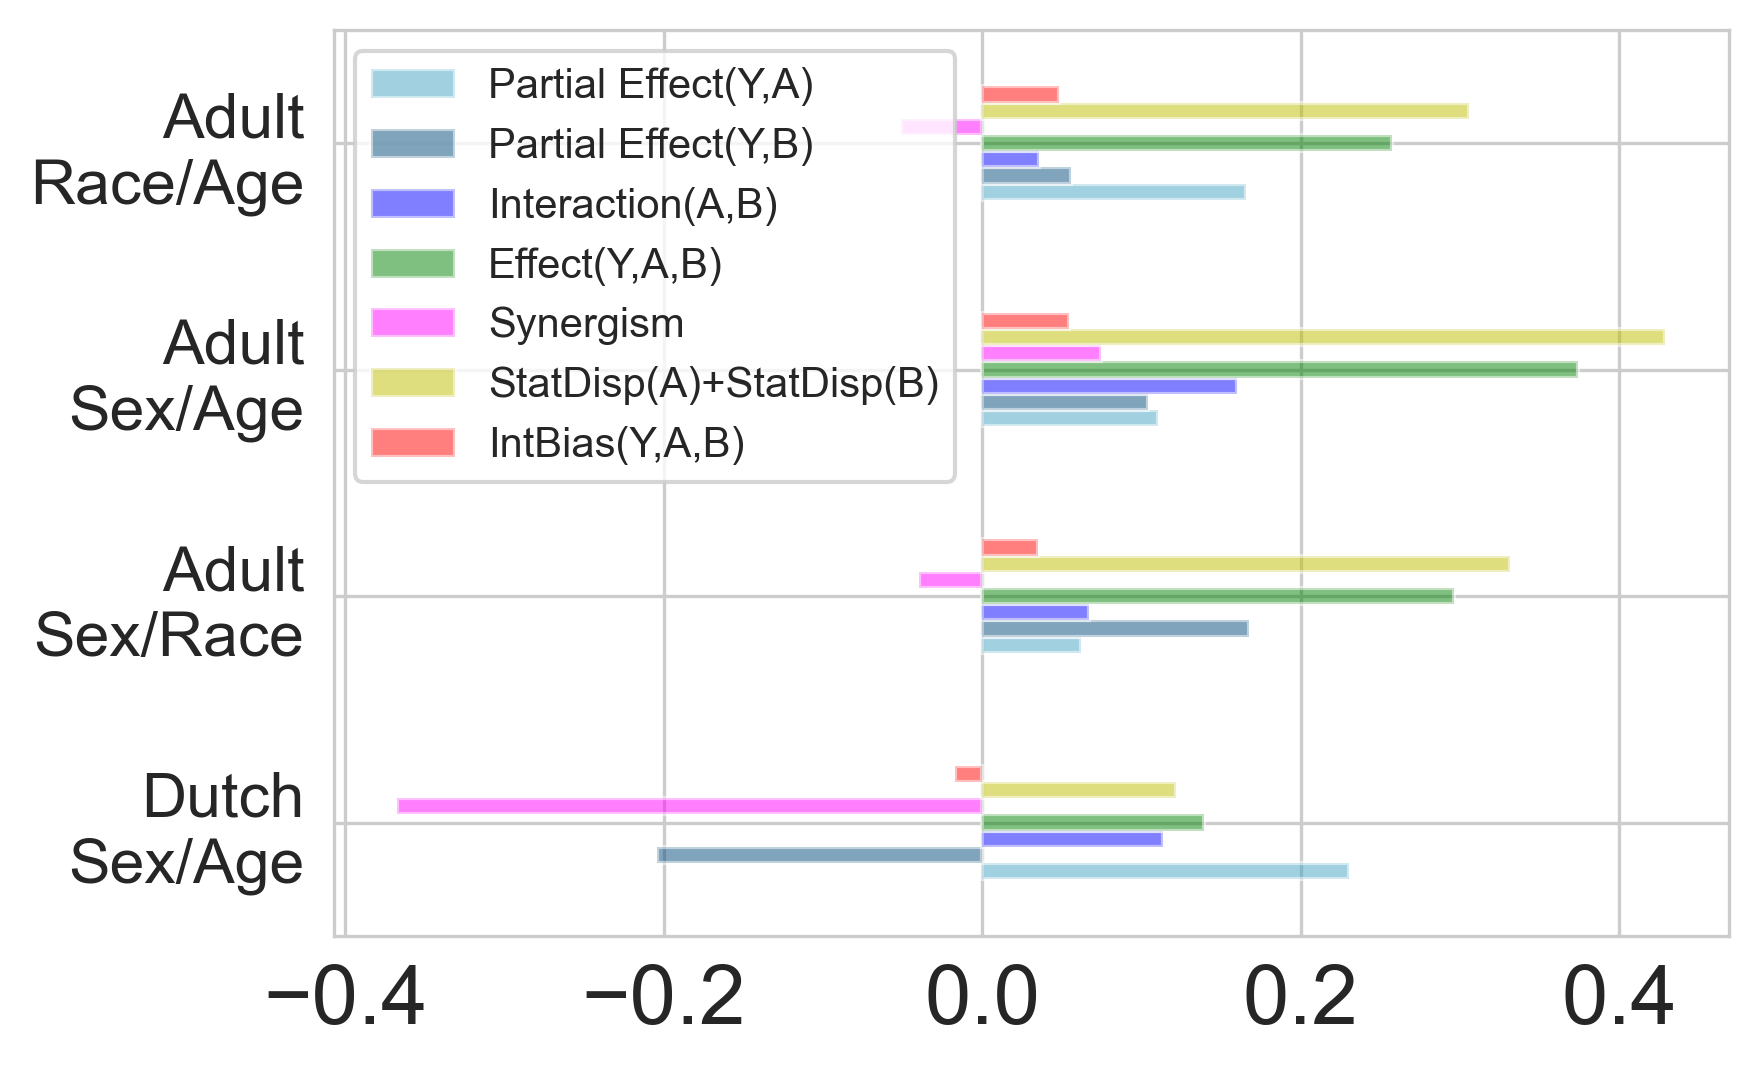 Adult
Race/Age
Adult
Sex/Age
Adult
Sex/Race
Dutch
Sex/Age
Partial Effect(Y,A)
Partial Effect(Y,B)
Interaction(A,B)
Effect(Y,A,B)
Synergism
StatDisp(A)+StatDisp(B)
IntBias(Y,A,B)
−0.4 −0.2 0.0 0.2 0.4